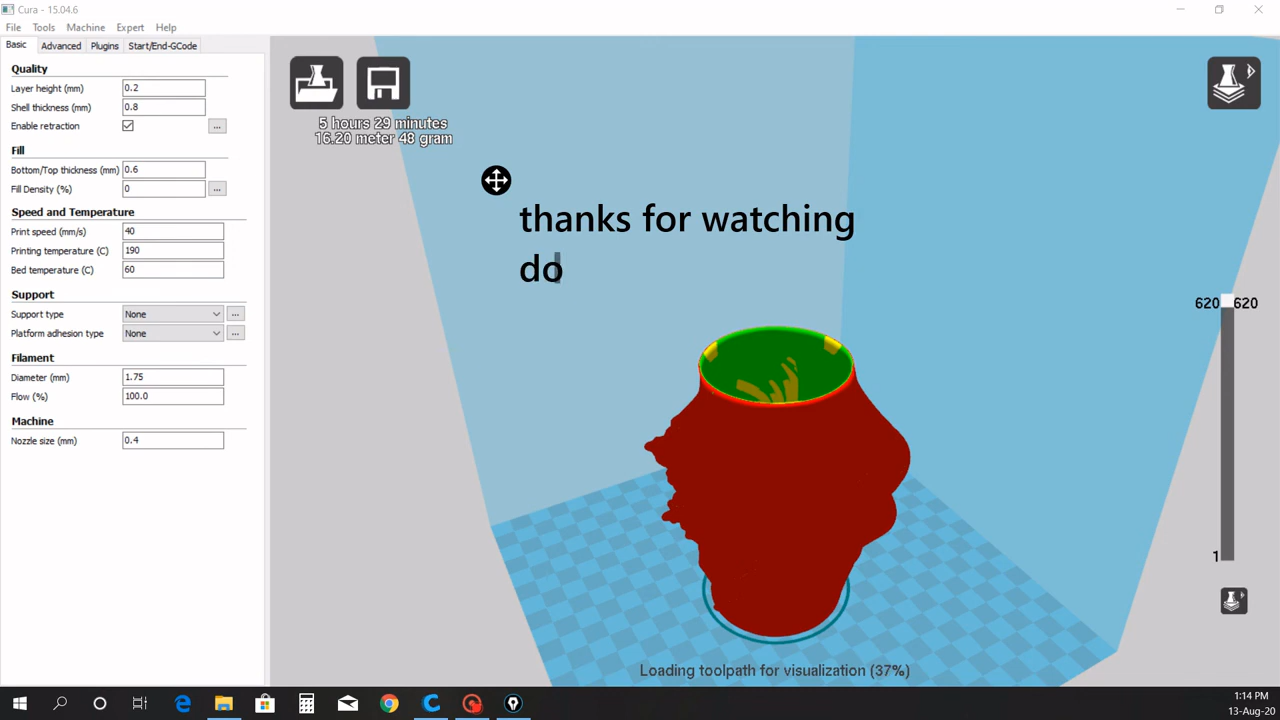 Cura - 15.04.6
File Tools Machine Expert Help
Basic Advanced Plugins Start/End-GCode
Quality
Layer height (mm) 0.2
Shell thickness (mm) 0.8
Enable retraction ...
Fill
Bottom/Top thickness (mm) 0.6
Fill Density (%) 0 ...
Speed and Temperature
Print speed (mm/s) 40
Printing temperature (C) 190
Bed temperature (C) 60
Support
Support type None ...
Platform adhesion type None ...
Filament
Diameter (mm) 1.75
Flow (%) 100.0
Machine
Nozzle size (mm) 0.4
5 hours 29 minutes
16.20 meter 48 gram
thanks for watching
do
620 620
1
Loading toolpath for visualization (37%)
1:14 PM
13-Aug-20